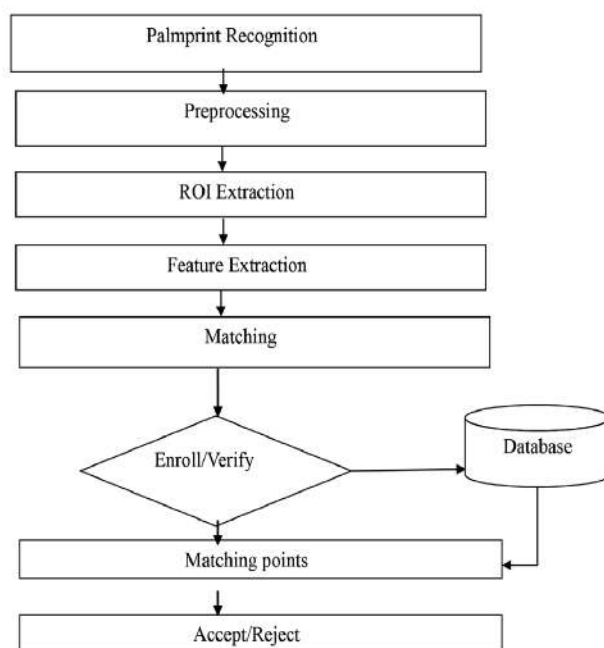 Palmprint Recognition
Preprocessing
ROI Extraction
Feature Extraction
Matching
Enroll/Verify
Database
Matching points
Accept/Reject